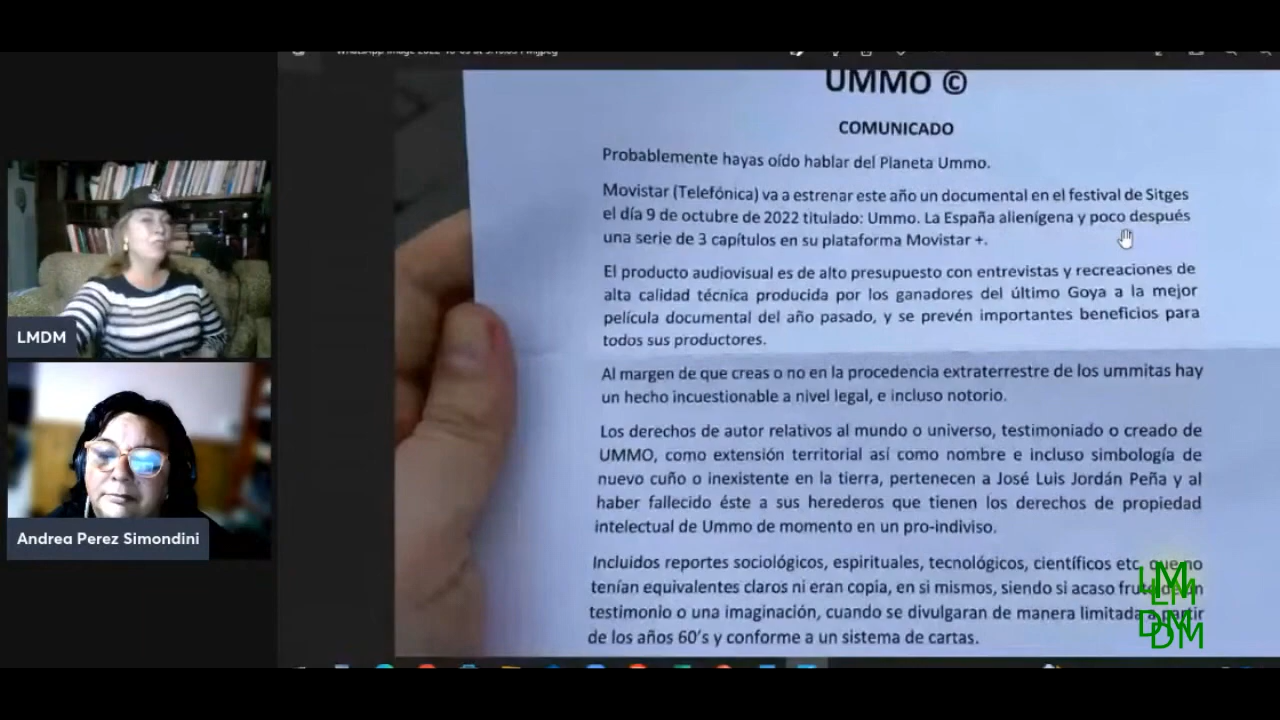 UMMO ©
COMUNICADO
Probablemente hayas oído hablar del Planeta Ummo.
Movistar (Telefónica) va a estrenar este año un documental en el festival de Sitges
el día 9 de octubre de 2022 titulado: Ummo. La España alienígena y poco después
una serie de 3 capítulos en su plataforma Movistar +.
El producto audiovisual es de alto presupuesto con entrevistas y recreaciones de
alta calidad técnica producida por los ganadores del último Goya a la mejor
película documental del año pasado, y se prevén importantes beneficios para
todos sus productores.
Al margen de que creas o no en la procedencia extraterrestre de los ummitas hay
un hecho incuestionable a nivel legal, e incluso notorio.
Los derechos de autor relativos al mundo o universo, testimoniado o creado de
UMMO, como extensión territorial así como nombre e incluso simbología de
nuevo cuño o inexistente en la tierra, pertenecen a José Luis Jordán Peña y al
haber fallecido éste a sus herederos que tienen los derechos de propiedad
intelectual de Ummo de momento en un pro-indiviso.
Incluidos reportes sociológicos, espirituales, tecnológicos, científicos etc, que no
tenían equivalentes claros ni eran copia, en si mismos, siendo si acaso fruto de un
testimonio o una imaginación, cuando se divulgaran de manera limitada a partir
de los años 60's y conforme a un sistema de cartas.
LMDM
Andrea Perez Simondini
LM
LM
DM
DM